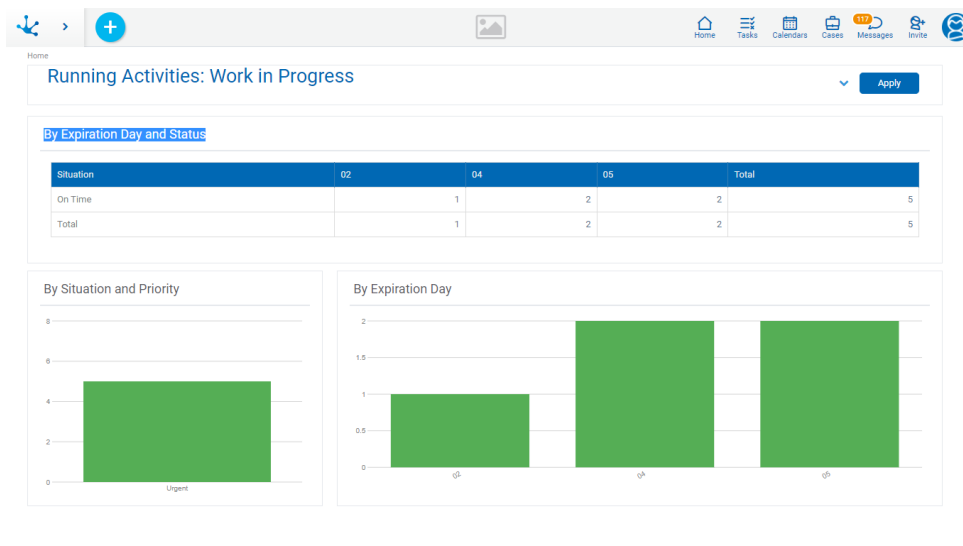 117
Home Tasks Calendars Cases Messages Invite
Home
Running Activities: Work in Progress
Apply
By Expiration Day and Status
Situation 02 04 05 Total
On Time 1 2 2 5
Total 1 2 2 5
By Situation and Priority
8
6
4
2
0
Urgent
By Expiration Day
2
1.5
1
0.5
0
02 04 05